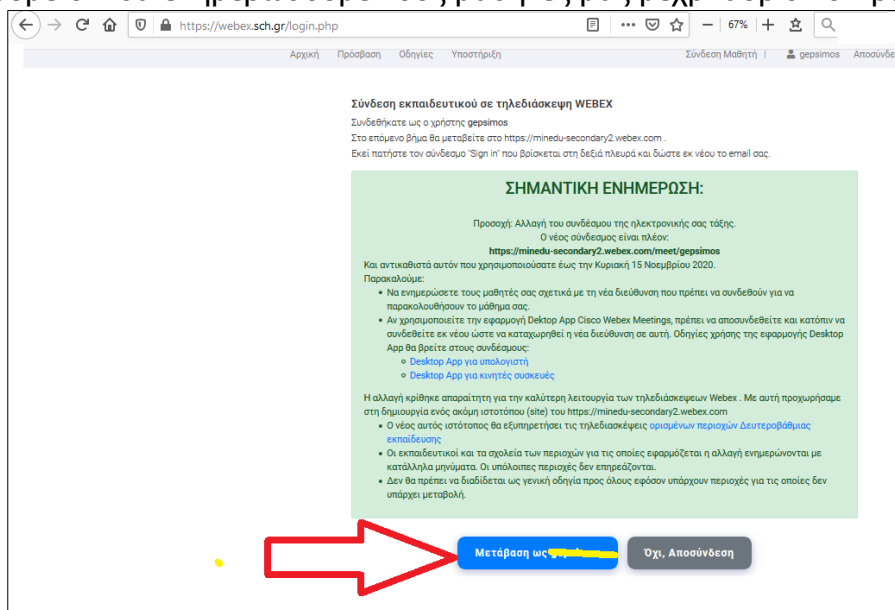 https://webex.sch.gr/login.php
67%
Αρχική Πρόσβαση Οδηγίες Υποστήριξη Σύνδεση Μαθητή | gepsimos Αποσύνδε
Σύνδεση εκπαιδευτικού σε τηλεδιάσκεψη WEBEX
Συνδεθήκατε ως ο χρήστης gepsimos
Στο επόμενο βήμα θα μεταβείτε στο https://minedu-secondary2.webex.com .
Εκεί πατήστε τον σύνδεσμο "Sign in" που βρίσκεται στη δεξιά πλευρά και δώστε εκ νέου το email σας.
ΣΗΜΑΝΤΙΚΗ ΕΝΗΜΕΡΩΣΗ:
Προσοχή: Αλλαγή του συνδέσμου της ηλεκτρονικής σας τάξης.
Ο νέος σύνδεσμος είναι πλέον:
https://minedu-secondary2.webex.com/meet/gepsimos
Και αντικαθιστά αυτόν που χρησιμοποιούσατε έως την Κυριακή 15 Νοεμβρίου 2020.
Παρακαλούμε:
• Να ενημερώσετε τους μαθητές σας σχετικά με τη νέα διεύθυνση που πρέπει να συνδεθούν για να
παρακολουθήσουν το μάθημα σας.
• Αν χρησιμοποιείτε την εφαρμογή Dektop App Cisco Webex Meetings, πρέπει να αποσυνδεθείτε και κατόπιν να
συνδεθείτε εκ νέου ώστε να καταχωρηθεί η νέα διεύθυνση σε αυτή. Οδηγίες χρήσης της εφαρμογής Desktop
App θα βρείτε στους συνδέσμους:
Desktop App για υπολογιστή
Desktop App για κινητές συσκευές
Η αλλαγή κρίθηκε απαραίτητη για την καλύτερη λειτουργία των τηλεδιάσκεψεων Webex . Με αυτή προχωρήσαμε
στη δημιουργία ενός ακόμη ιστοτόπου (site) του https://minedu-secondary2.webex.com
• Ο νέος αυτός ιστότοπος θα εξυπηρετήσει τις τηλεδιασκέψεις ορισμένων περιοχών Δευτεροβάθμιας
εκπαίδευσης
• Οι εκπαιδευτικοί και τα σχολεία των περιοχών για τις οποίες εφαρμόζεται η αλλαγή ενημερώνονται με
κατάλληλα μηνύματα. Οι υπόλοιπες περιοχές δεν επηρεάζονται.
• Δεν θα πρέπει να διαδίδεται ως γενική οδηγία προς όλους εφόσον υπάρχουν περιοχές για τις οποίες δεν
υπάρχει μεταβολή.
Μετάβαση ως
Όχι, Αποσύνδεση